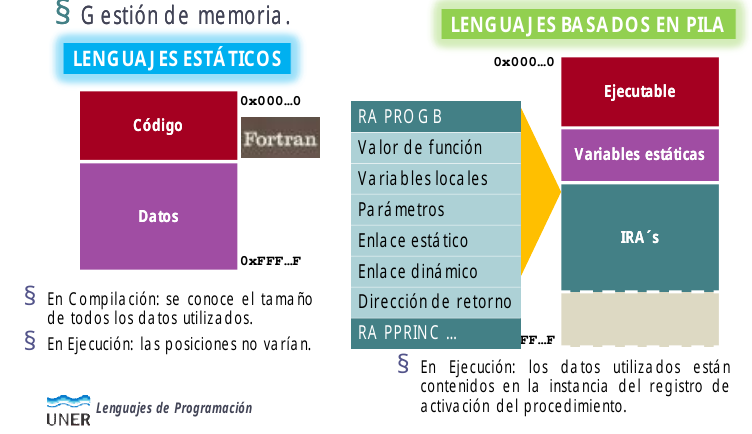 § Gestión de memoria.
LENGUAJES ESTÁTICOS
0x000…0
Código
Fortran
Datos
0xFFF…F
§ En Compilación: se conoce el tamaño
de todos los datos utilizados.
§ En Ejecución: las posiciones no varían.
LENGUAJES BASADOS EN PILA
0x000…0
Ejecutable
RA PROG B
Valor de función
Variables locales
Parámetros
Enlace estático
Enlace dinámico
Dirección de retorno
RA PPRINC …
Variables estáticas
IRA´s
FF…F
§ En Ejecución: los datos utilizados están
contenidos en la instancia del registro de
activación del procedimiento.
UNER
Lenguajes de Programación